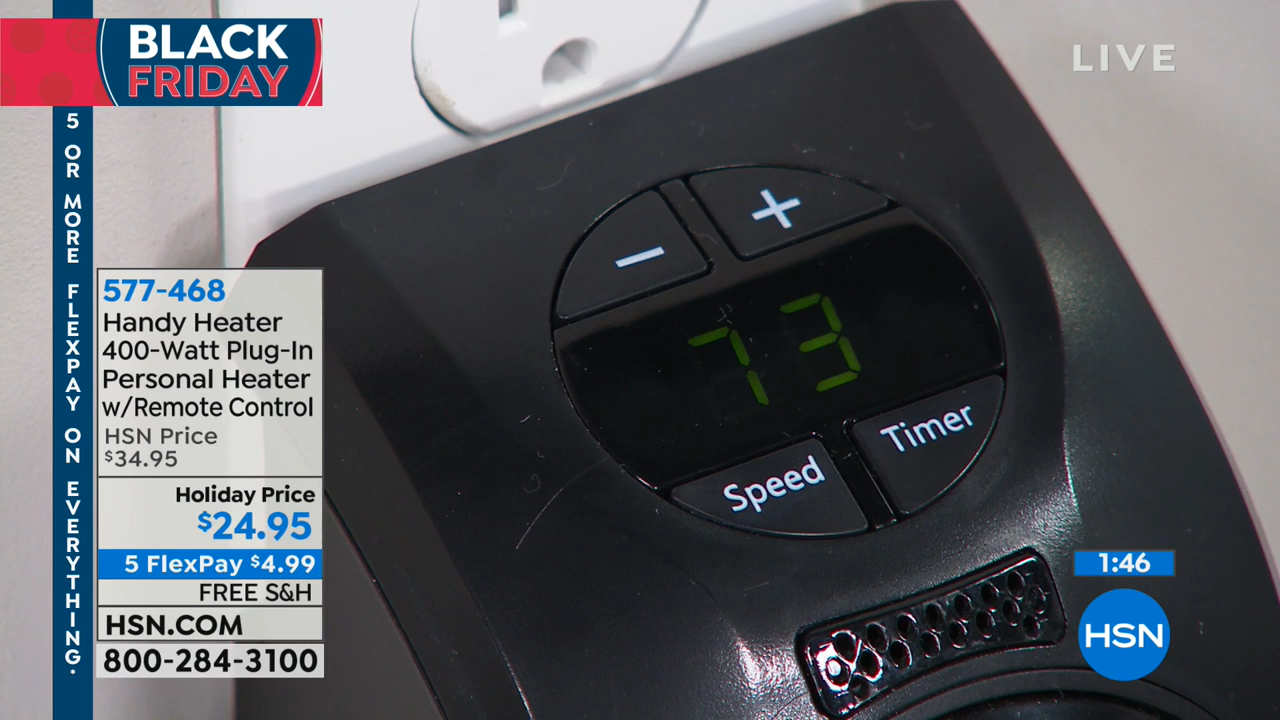 BLACK
FRIDAY
LIVE
5 OR MORE FLEXPAY ON EVERYTHING.
577-468
Handy Heater
400-Watt Plug-In
Personal Heater
w/Remote Control
HSN Price
$34.95
Holiday Price
$24.95
5 FlexPay $4.99
FREE S&H
HSN.COM
800-284-3100
−
+
73
Speed
Timer
1:46
HSN